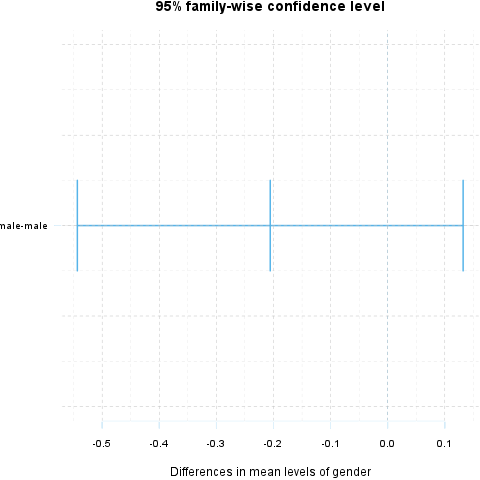 95% family-wise confidence level
male-male
-0.5 -0.4 -0.3 -0.2 -0.1 0.0 0.1
Differences in mean levels of gender